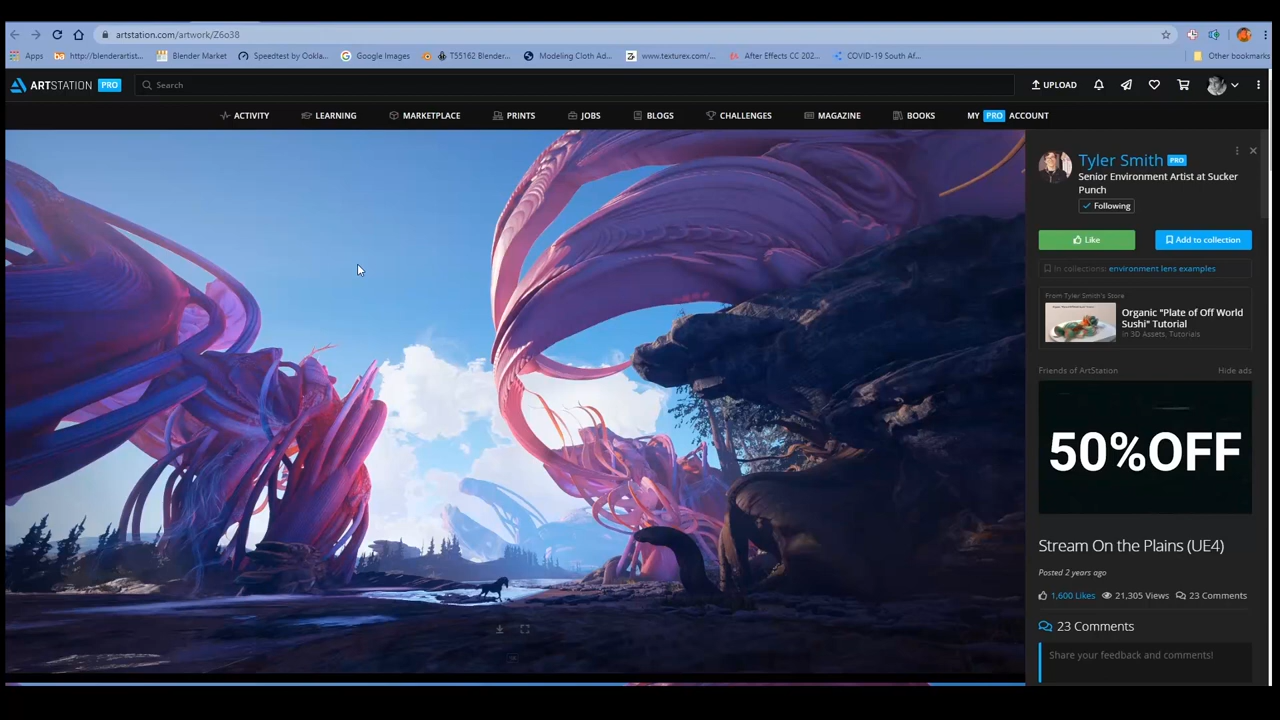 artstation.com/artwork/Z6o38
Apps
http://blenderartist...
Blender Market
Speedtest by Ookla...
Google Images
T55162 Blender...
Modeling Cloth Ad...
www.texturex.com/...
After Effects CC 202...
COVID-19 South Af...
Other bookmarks
ARTSTATION PRO
Search
UPLOAD
ACTIVITY
LEARNING
MARKETPLACE
PRINTS
JOBS
BLOGS
CHALLENGES
MAGAZINE
BOOKS
MY PRO ACCOUNT
Tyler Smith PRO
Senior Environment Artist at Sucker
Punch
Following
Like
Add to collection
In collections: environment lens examples
From Tyler Smith's Store
Organic "Plate of Off World
Sushi" Tutorial
in 3D Assets, Tutorials
Friends of ArtStation
Hide ads
50%OFF
Stream On the Plains (UE4)
Posted 2 years ago
1,600 Likes
21,305 Views
23 Comments
23 Comments
Share your feedback and comments!